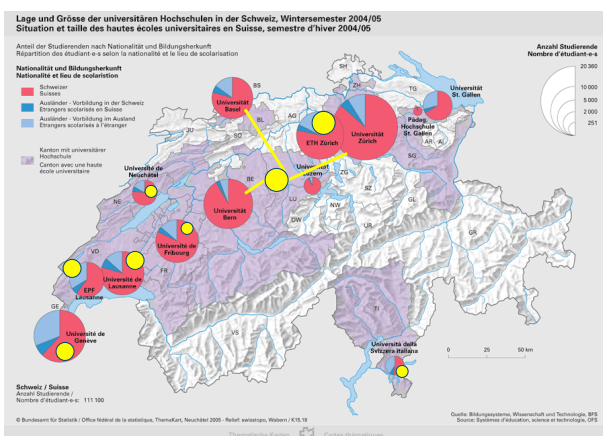 Lage und Grösse der universitären Hochschulen in der Schweiz, Wintersemester 2004/05
Situation et taille des hautes écoles universitaires en Suisse, semestre d'hiver 2004/05
Anteil der Studierenden nach Nationalität und Bildungsherkunft
Répartition des étudiant-e-s selon la nationalité et le lieu de scolarisation
Anzahl Studierende
Nombre d'étudiant-e-s
20 360
10 000
5 000
2 000
251
Nationalität und Bildungsherkunft
Nationalité et lieu de scolaristion
Schweizer
Suisses
Ausländer - Vorbildung in der Schweiz
Etrangers scolarisés en Suisse
Ausländer - Vorbildung im Ausland
Etrangers scolarisés à l'étranger
Kanton mit universitärer
Hochschule
Canton avec une haute
école universitaire
SH
BS
ZH
TG
Universität
St. Gallen
Universität
Basel
BL
AG
JU
SO
ETH Zürich
Universität
Zürich
Pädag.
Hochschule
St. Gallen
AR
AI
SG
Université de
Neuchâtel
NE
BE
Universität
Luzern
ZG
LU
SZ
NW
OW
GL
UR
GR
Universität
Bern
Université de
Fribourg
FR
VD
Université de
Lausanne
EPF
Lausanne
GE
Université de
Genève
VS
TI
Università della
Svizzera italiana
0
25
50 km
Schweiz / Suisse
Anzahl Studierende /
Nombre d'étudiant-e-s: 111 100
© Bundesamt für Statistik / Office fédéral de la statistique, ThemaKart, Neuchâtel 2005 - Relief: swisstopo, Wabern / K15.18
Quelle: Bildungssysteme, Wissenschaft und Technologie, BFS
Source: Systèmes d'éducation, science et technologie, OFS
Thematische Karten
Cartes thématiques